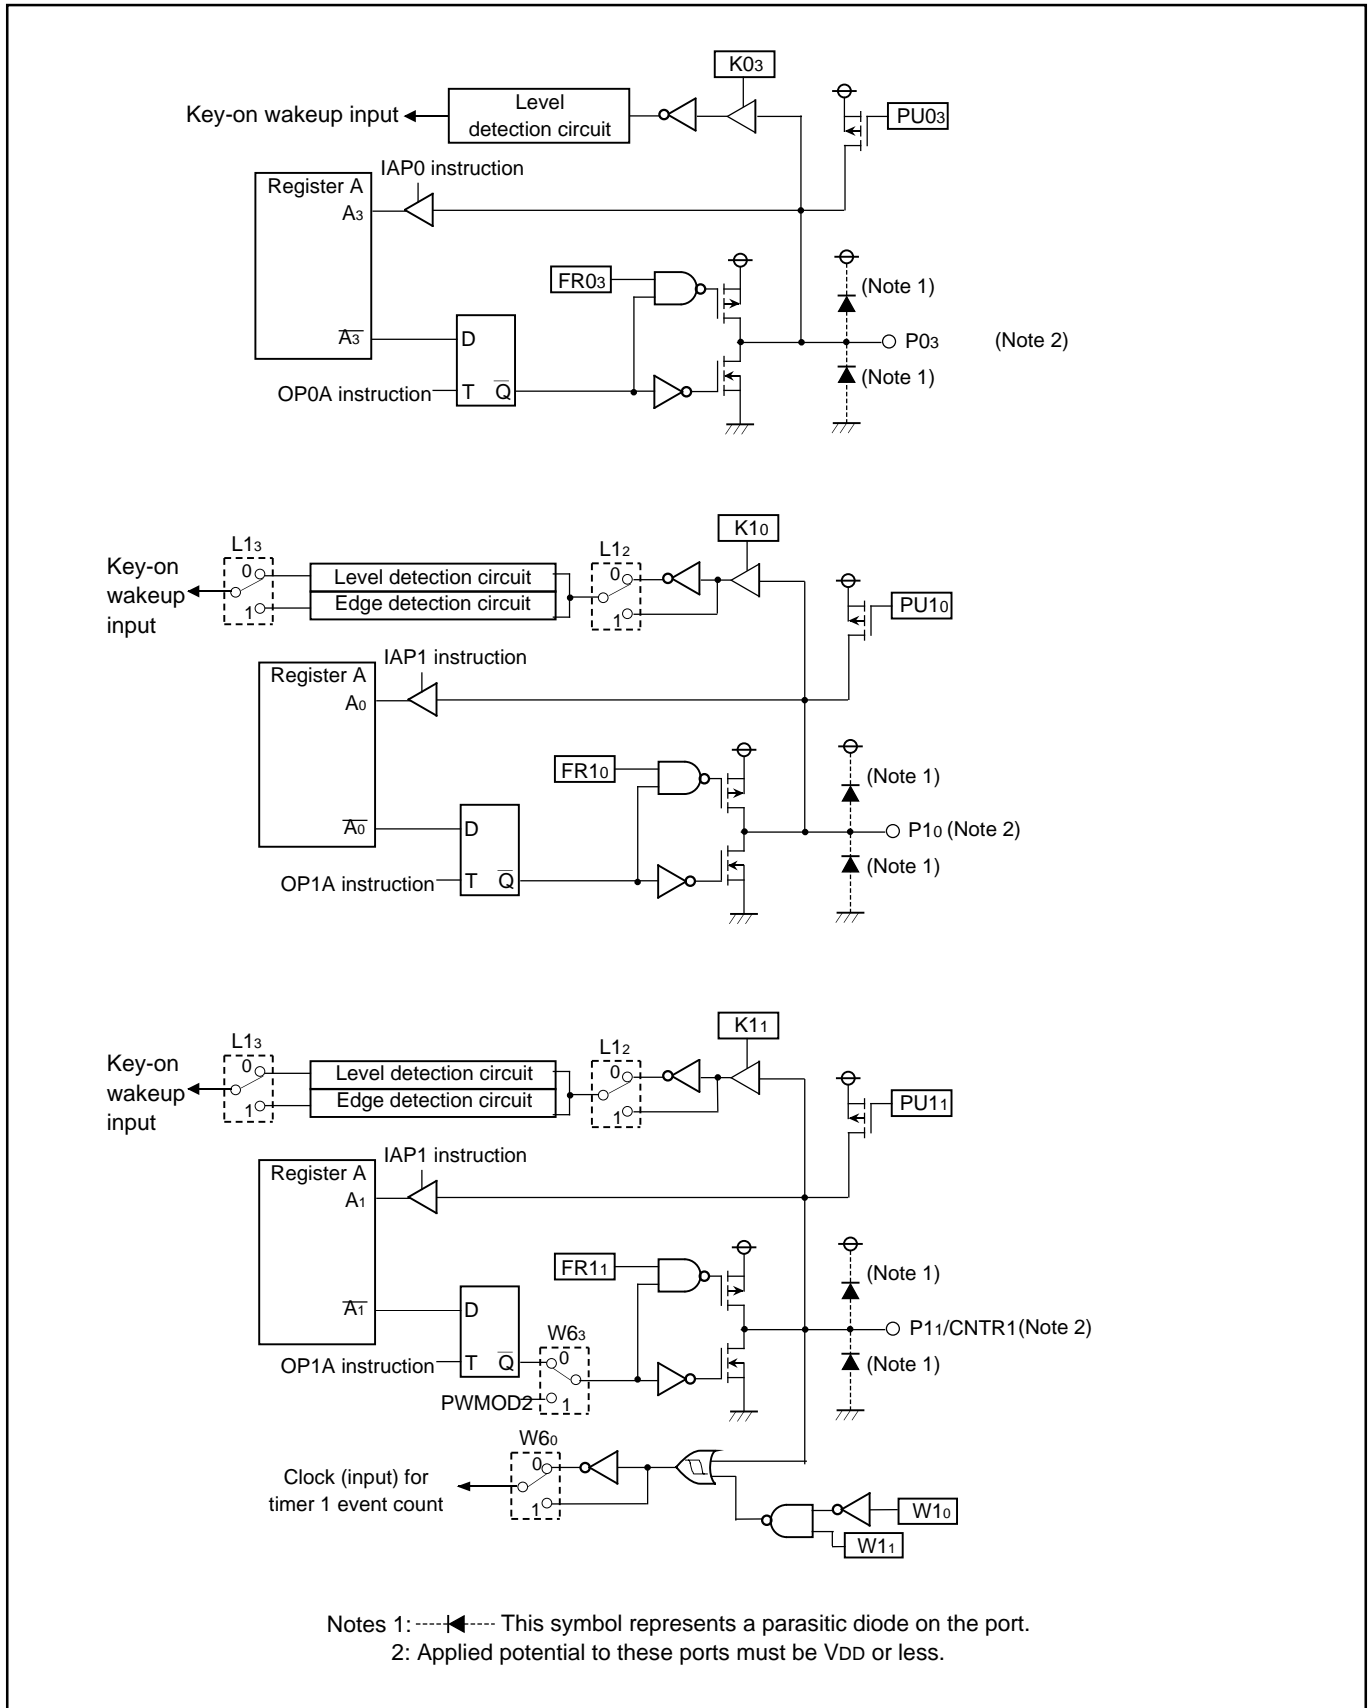 K03
Key-on wakeup input
Level
detection circuit
PU03
IAP0 instruction
Register A
A3
FR03
(Note 1)
A3
D
P03
(Note 2)
(Note 1)
OP0A instruction
T
Q
K10
L13
L12
Key-on
wakeup
input
0
1
Level detection circuit
Edge detection circuit
0
1
PU10
IAP1 instruction
Register A
A0
FR10
(Note 1)
A0
D
P10 (Note 2)
(Note 1)
OP1A instruction
T
Q
K11
L13
L12
Key-on
wakeup
input
0
1
Level detection circuit
Edge detection circuit
0
1
PU11
IAP1 instruction
Register A
A1
FR11
(Note 1)
A1
D
P11/CNTR1(Note 2)
W63
(Note 1)
OP1A instruction
T
Q
0
PWMOD2
1
W60
Clock (input) for
timer 1 event count
0
1
W10
W11
Notes 1: This symbol represents a parasitic diode on the port.
2: Applied potential to these ports must be VDD or less.